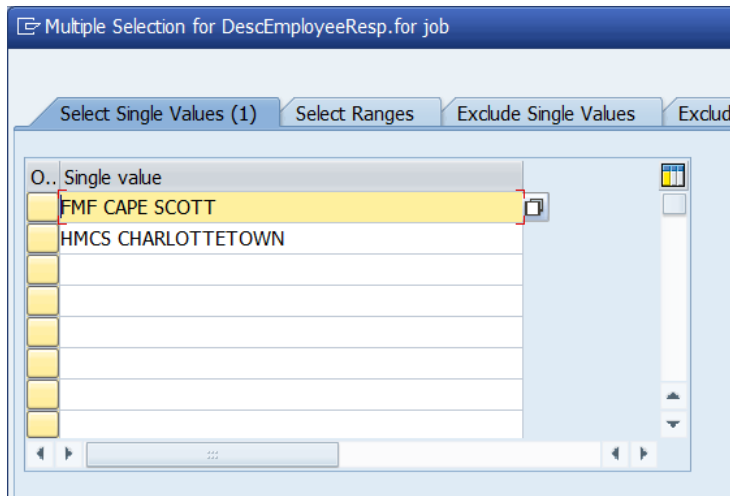 Multiple Selection for DescEmployeeResp.for job
Select Single Values (1) Select Ranges Exclude Single Values Exclud
O.. Single value
FMF CAPE SCOTT
HMCS CHARLOTTETOWN